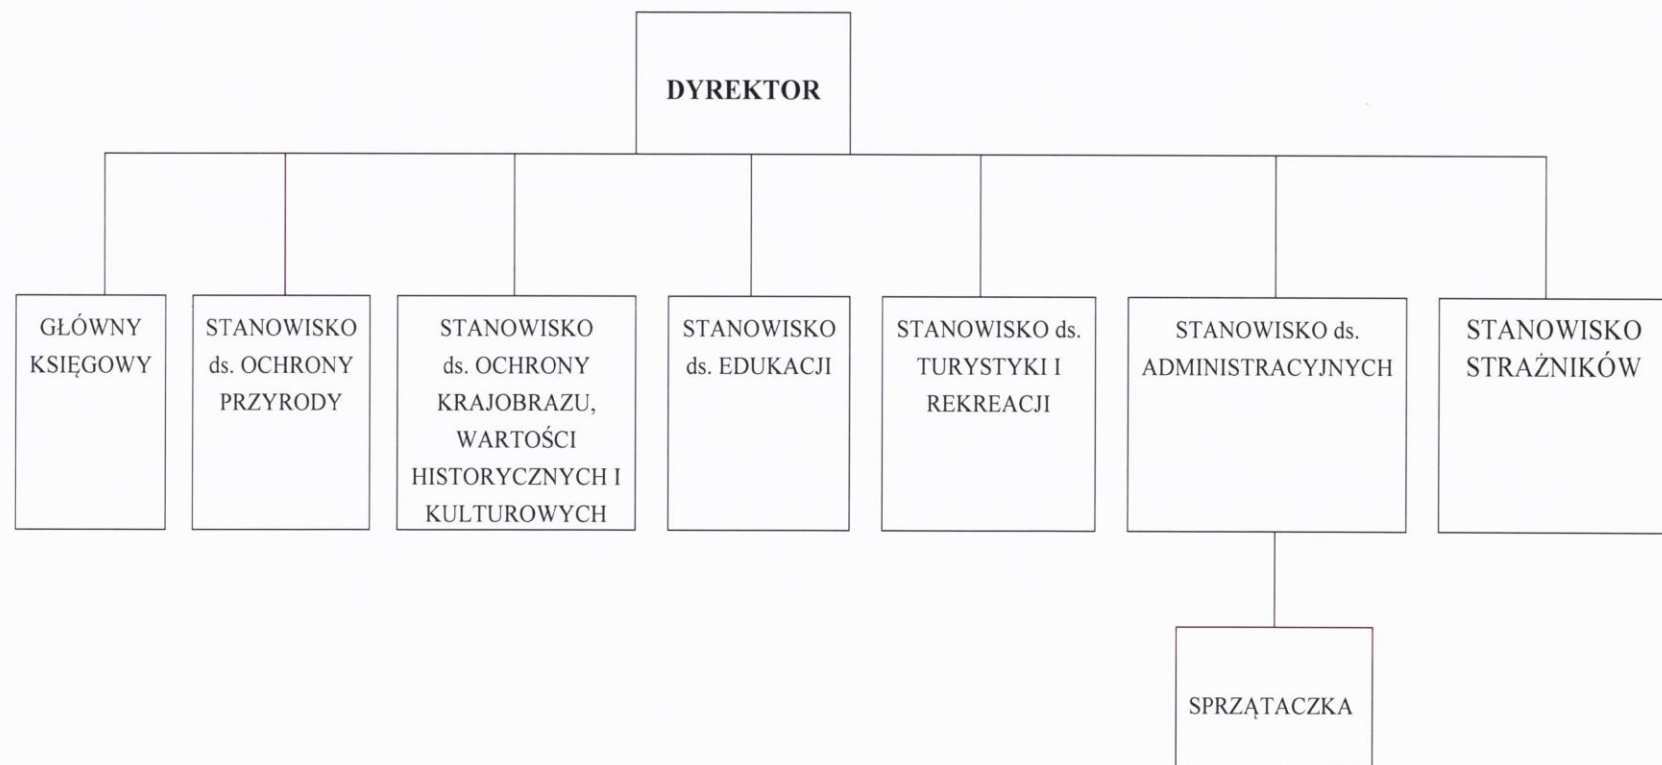 DYREKTOR
GŁÓWNY
KSIĘGOWY
STANOWISKO
ds. OCHRONY
PRZYRODY
STANOWISKO
ds. OCHRONY
KRAJOBRAZU,
WARTOŚCI
HISTORYCZNYCH I
KULTUROWYCH
STANOWISKO
ds. EDUKACJI
STANOWISKO ds.
TURYSTYKI I
REKREACJI
STANOWISKO ds.
ADMINISTRACYJNYCH
STANOWISKO
STRAŻNIKÓW
SPRZĄTACZKA